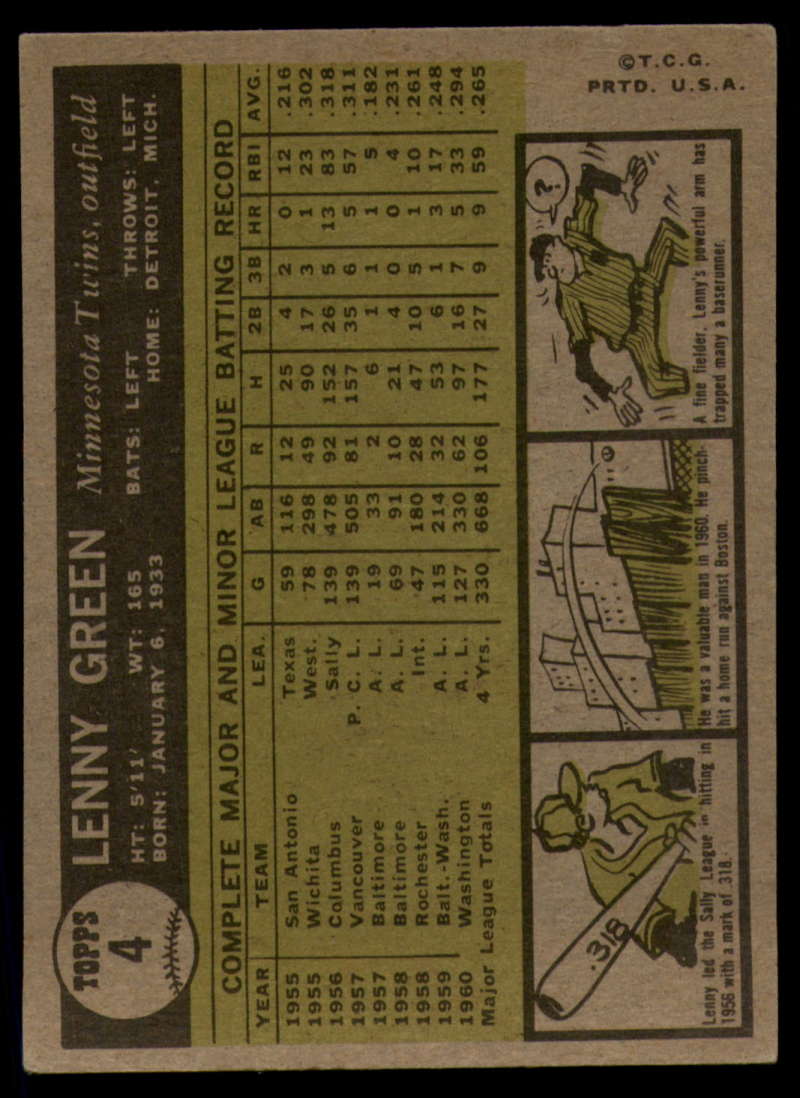 TOPPS
4
LENNY GREEN Minnesota Twins, outfield
HT: 5'11' WT: 165 BATS: LEFT THROWS: LEFT
BORN: JANUARY 6, 1933 HOME: DETROIT, MICH.
COMPLETE MAJOR AND MINOR LEAGUE BATTING RECORD
YEAR TEAM LEA. G AB R H 2B 3B HR RBI AVG.
1955 San Antonio Texas 59 116 12 25 4 2 0 12 .216
1955 Wichita West. 78 298 49 90 17 3 1 23 .302
1956 Columbus Sally 139 478 92 152 26 5 13 83 .318
1957 Vancouver P. C. L. 139 505 81 157 35 6 5 57 .311
1957 Baltimore A. L. 19 33 2 6 1 1 1 5 .182
1958 Baltimore A. L. 69 91 10 21 4 0 0 4 .231
1958 Rochester Int. 47 180 28 47 10 5 1 10 .261
1959 Balt.-Wash. A. L. 115 214 32 53 6 1 3 17 .248
1960 Washington A. L. 127 330 62 97 16 7 5 33 .294
Major League Totals 4 Yrs. 330 668 106 177 27 9 9 59 .265
.318
Lenny led the Sally League in hitting in
1956 with a mark of .318.
He was a valuable man in 1960. He pinch-
hit a home run against Boston.
?
A fine fielder, Lenny's powerful arm has
trapped many a baserunner.
©T.C.G.
PRTD. U.S.A.